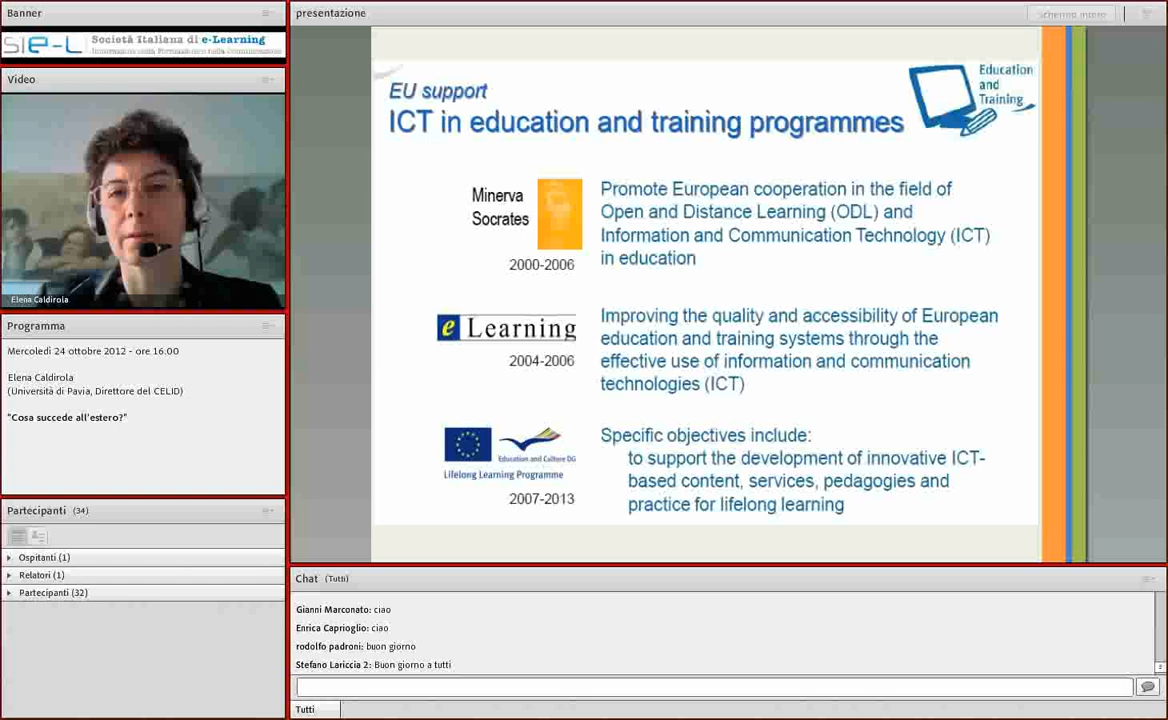 Banner
sıe-L Società Italiana di e-Learning
Video
Elena Caldirola
Programma
Mercoledì 24 ottobre 2012 - ore 16:00
Elena Caldirola
(Università di Pavia, Direttore del CELID)
"Cosa succede all'estero?"
Partecipanti (34)
Ospitanti (1)
Relatori (1)
Partecipanti (32)
presentazione
Schermo intero
EU support
ICT in education and training programmes
Education
and
Training
Minerva
Socrates
2000-2006
Promote European cooperation in the field of
Open and Distance Learning (ODL) and
Information and Communication Technology (ICT)
in education
e Learning
2004-2006
Improving the quality and accessibility of European
education and training systems through the
effective use of information and communication
technologies (ICT)
Education and Culture DG
Lifelong Learning Programme
2007-2013
Specific objectives include:
to support the development of innovative ICT-
based content, services, pedagogies and
practice for lifelong learning
Chat (Tutti)
Gianni Marconato: ciao
Enrica Caprioglio: ciao
rodolfo padroni: buon giorno
Stefano Lariccia 2: Buon giorno a tutti
Tutti